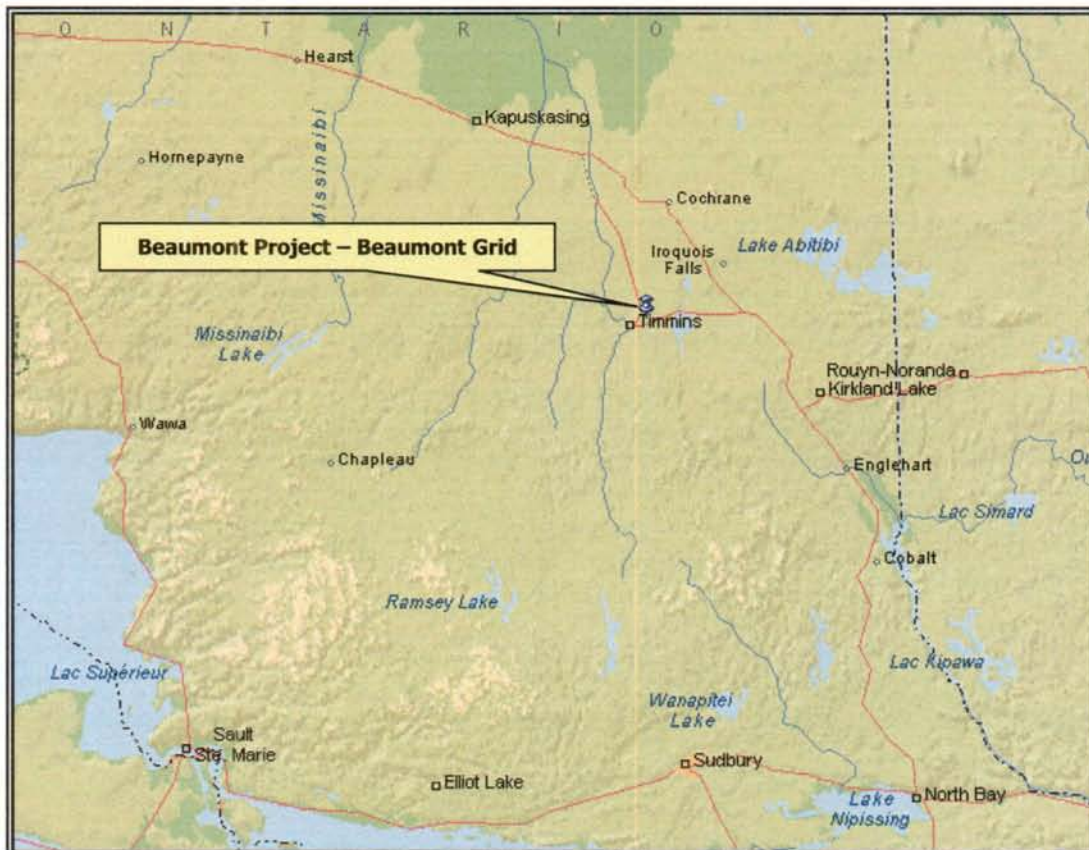 O N T A R I O
Hearst
Kapuskasing
Missinaibi
Hornepayne
Cochrane
Beaumont Project – Beaumont Grid
Iroquois
Falls
Lake Abitibi
Timmins
Missinaibi
Lake
Rouyn-Noranda
Kirkland Lake
Wawa
Chapleau
Englehart
Lac Simard
Cobalt
Ramsey Lake
Lac Supérieur
Lac Kipawa
Wanapitei
Lake
Sault
Ste. Marie
Sudbury
Elliot Lake
Lake
Nipissing
North Bay